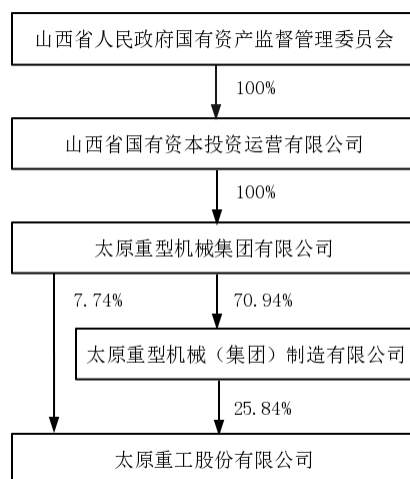 山西省人民政府国有资产监督管理委员会
100%
山西省国有资本投资运营有限公司
100%
太原重型机械集团有限公司
7.74%
70.94%
太原重型机械（集团）制造有限公司
25.84%
太原重工股份有限公司